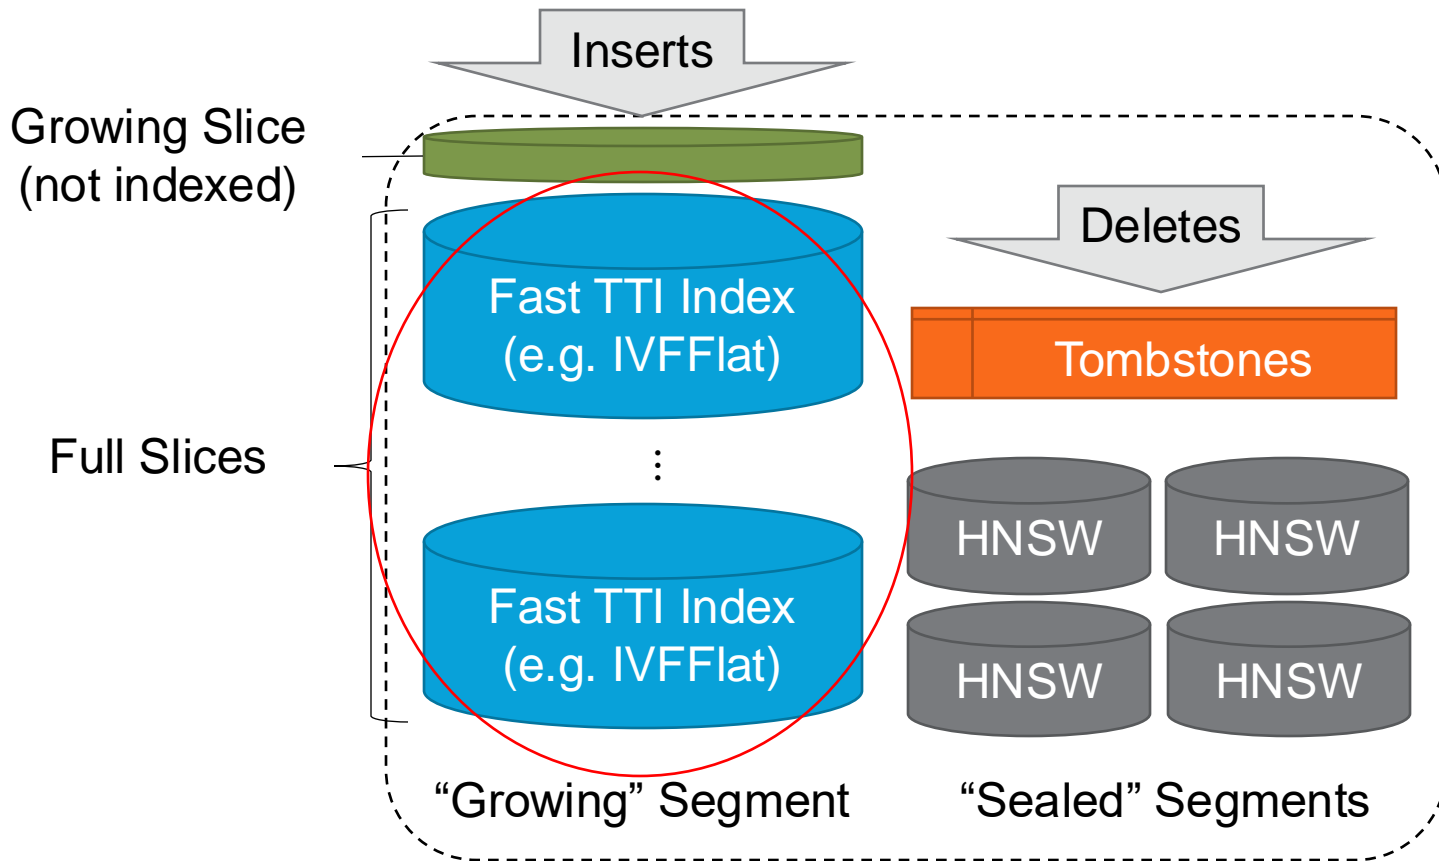 Inserts
Growing Slice
(not indexed)
Deletes
Fast TTI Index
(e.g. IVFFlat)
Tombstones
Full Slices
⋮
HNSW
HNSW
Fast TTI Index
(e.g. IVFFlat)
HNSW
HNSW
“Growing” Segment
“Sealed” Segments